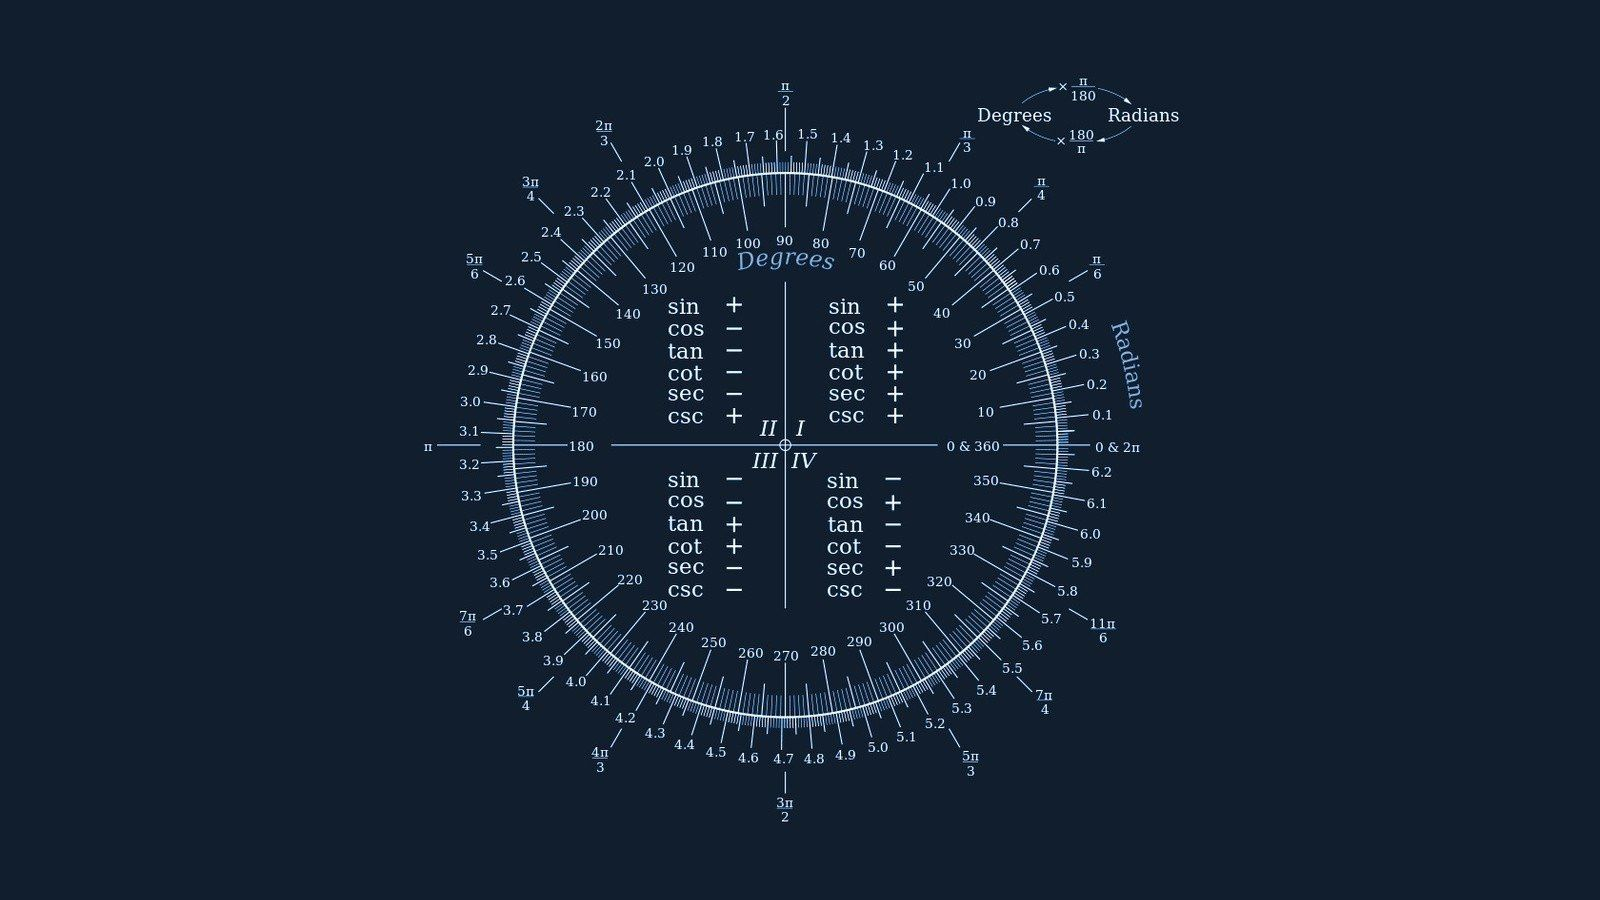 π/2
× π/180
Degrees Radians
× 180/π
2π/3
π/3
3π/4
π/4
5π/6
π/6
π
0 & 2π
7π/6
11π/6
5π/4
7π/4
4π/3
5π/3
3π/2
1.6 1.5 1.4 1.3 1.2 1.1 1.0 0.9 0.8 0.7 0.6 0.5 0.4 0.3 0.2 0.1
1.7 1.8 1.9 2.0 2.1 2.2 2.3 2.4 2.5 2.6 2.7 2.8 2.9 3.0 3.1
3.2 3.3 3.4 3.5 3.6 3.7 3.8 3.9 4.0 4.1 4.2 4.3 4.4 4.5 4.6 4.7
4.8 4.9 5.0 5.1 5.2 5.3 5.4 5.5 5.6 5.7 5.8 5.9 6.0 6.1 6.2
Radians
0 & 360 10 20 30 40 50 60 70 80 90
100 110 120 130 140 150 160 170 180
190 200 210 220 230 240 250 260 270
280 290 300 310 320 330 340 350
Degrees
sin +
cos −
tan −
cot −
sec −
csc +
II
sin +
cos +
tan +
cot +
sec +
csc +
I
III
sin −
cos −
tan +
cot +
sec −
csc −
IV
sin −
cos +
tan −
cot −
sec +
csc −